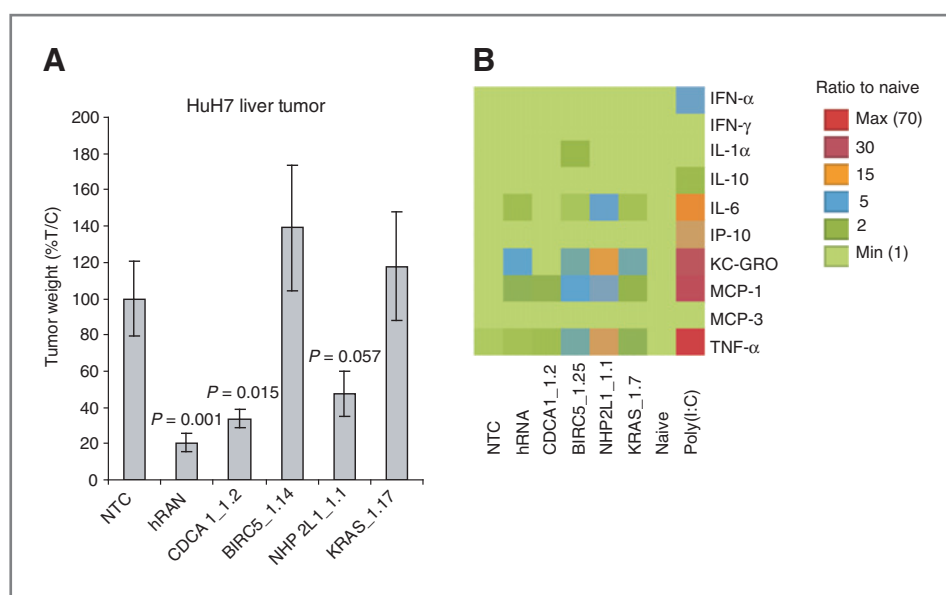 A
HuH7 liver tumor
Tumor weight (%T/C)
200
180
160
140
120
100
80
60
40
20
0
P = 0.001
P = 0.015
P = 0.057
NTC
hRAN
CDCA1_1.2
BIRC5_1.14
NHP 2L1_1.1
KRAS_1.17
B
IFN-α
IFN-γ
IL-1α
IL-10
IL-6
IP-10
KC-GRO
MCP-1
MCP-3
TNF-α
NTC
hRNA
CDCA1_1.2
BIRC5_1.25
NHP2L1_1.1
KRAS_1.7
Naive
Poly(I:C)
Ratio to naive
Max (70)
30
15
5
2
Min (1)